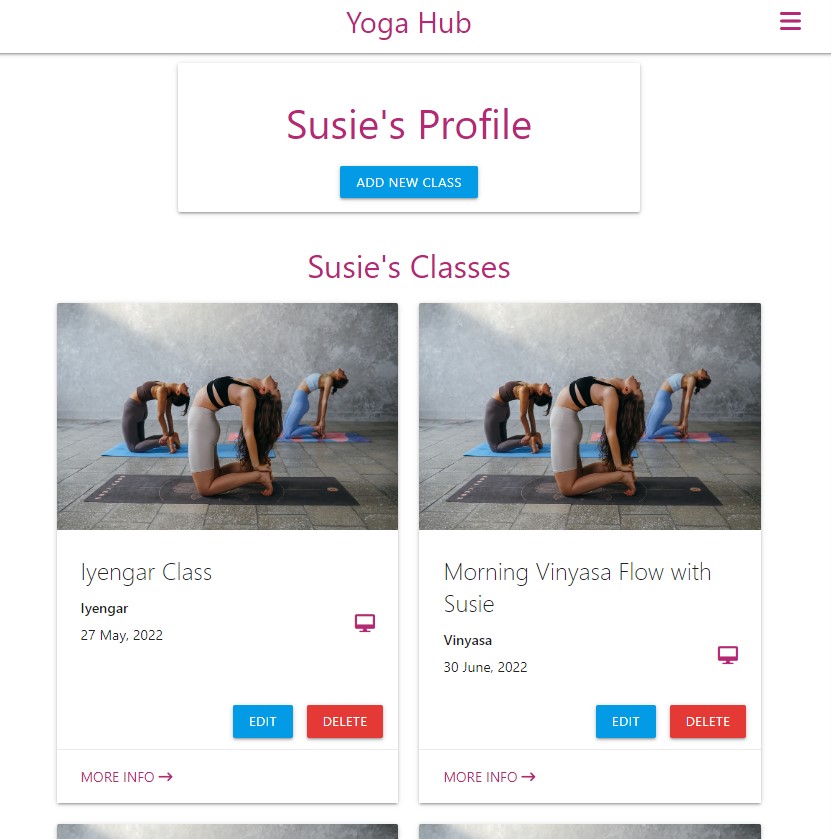 Yoga Hub
Susie's Profile
ADD NEW CLASS
Susie's Classes
Iyengar Class
Iyengar
27 May, 2022
EDIT DELETE
MORE INFO →
Morning Vinyasa Flow with
Susie
Vinyasa
30 June, 2022
EDIT DELETE
MORE INFO →